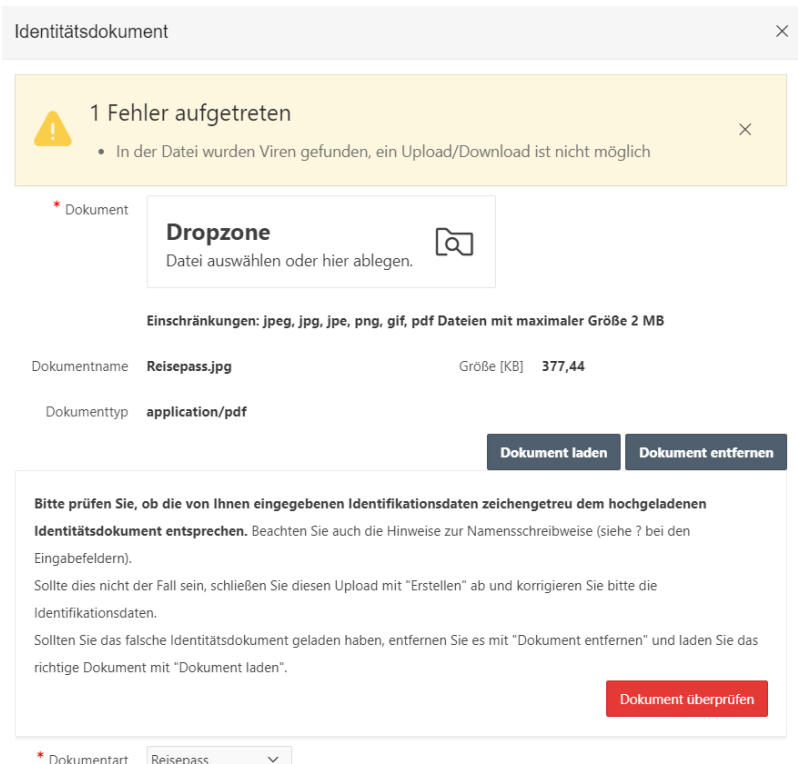 Identitätsdokument
1 Fehler aufgetreten
• In der Datei wurden Viren gefunden, ein Upload/Download ist nicht möglich
* Dokument
Dropzone
Datei auswählen oder hier ablegen.
Einschränkungen: jpeg, jpg, jpe, png, gif, pdf Dateien mit maximaler Größe 2 MB
Dokumentname Reisepass.jpg Größe [KB] 377,44
Dokumenttyp application/pdf
Dokument laden Dokument entfernen
Bitte prüfen Sie, ob die von Ihnen eingegebenen Identifikationsdaten zeichengetreu dem hochgeladenen
Identitätsdokument entsprechen. Beachten Sie auch die Hinweise zur Namensschreibweise (siehe ? bei den
Eingabefeldern).
Sollte dies nicht der Fall sein, schließen Sie diesen Upload mit "Erstellen" ab und korrigieren Sie bitte die
Identifikationsdaten.
Sollten Sie das falsche Identitätsdokument geladen haben, entfernen Sie es mit "Dokument entfernen" und laden Sie das
richtige Dokument mit "Dokument laden".
Dokument überprüfen
* Dokumentart Reisepass